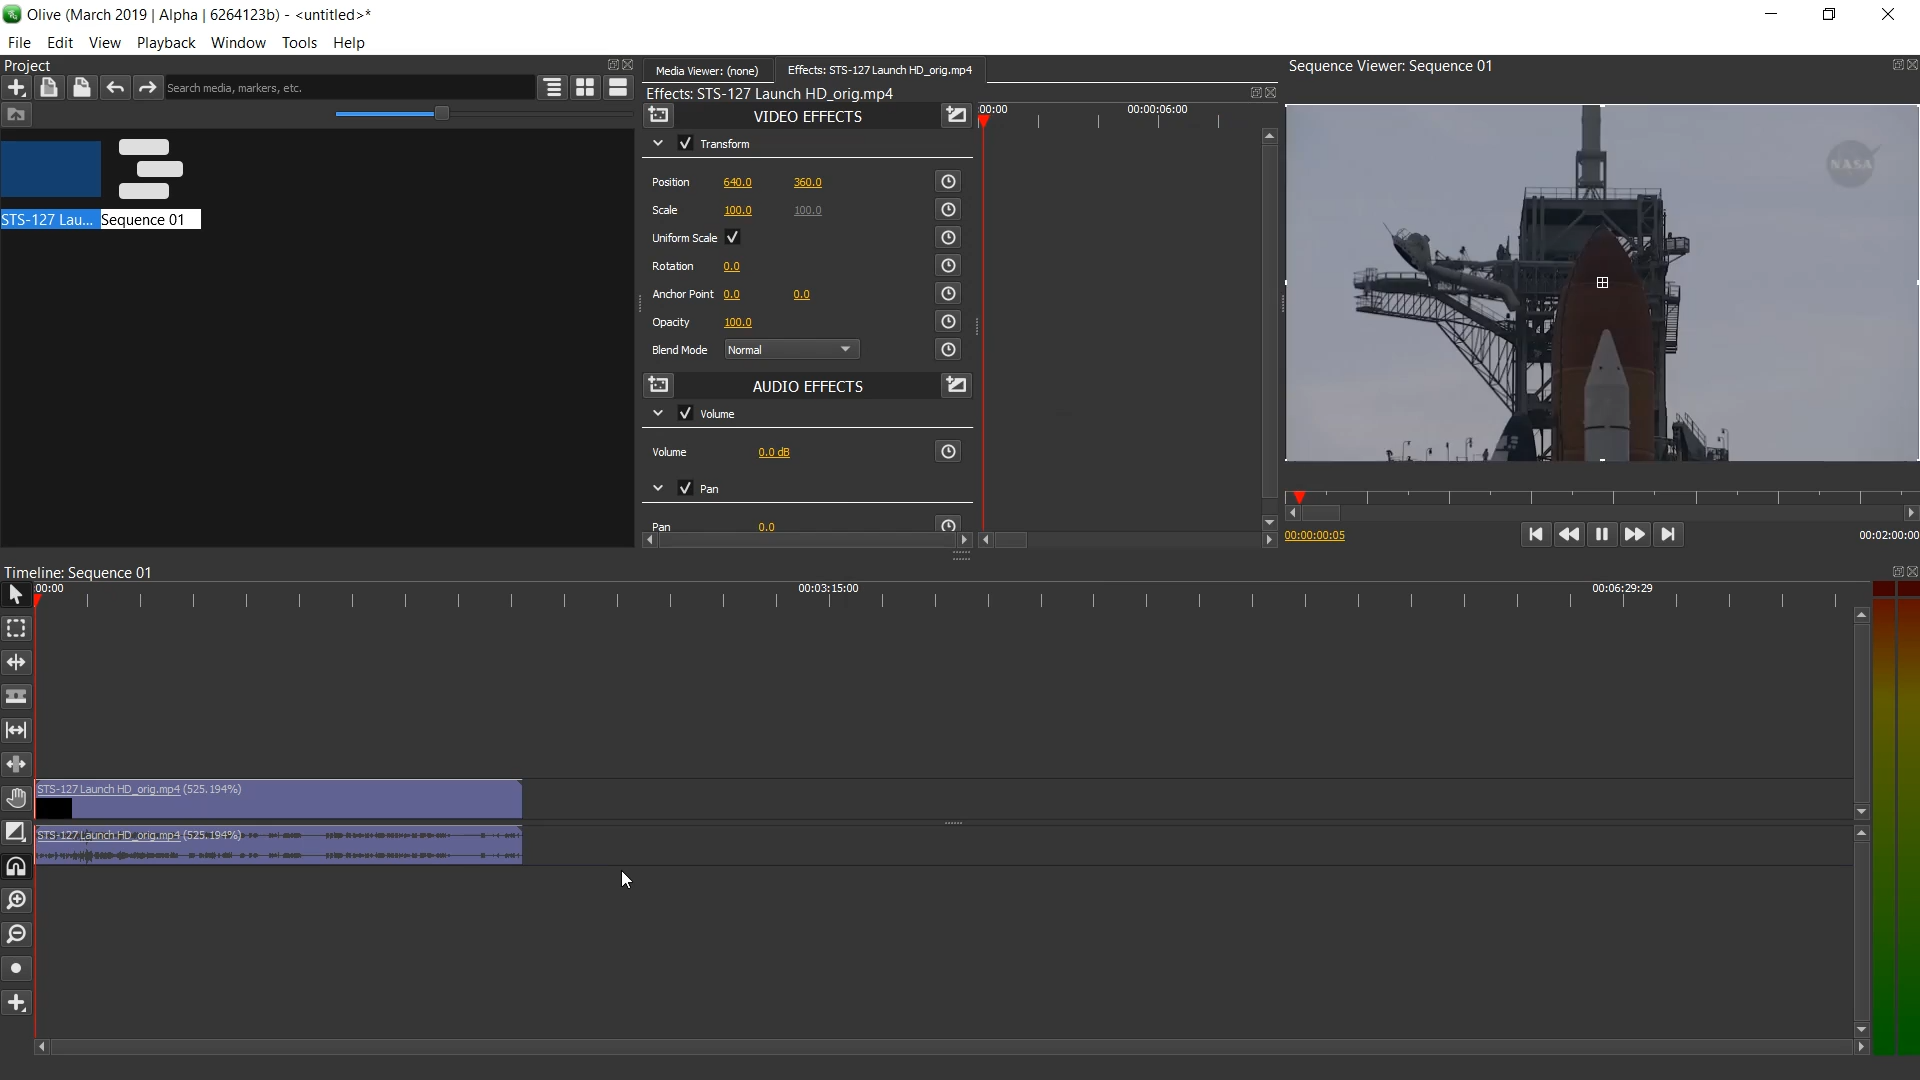 Olive (March 2019 | Alpha | 6264123b) - <untitled>*
File Edit View Playback Window Tools Help
Project
Search media, markers, etc.
STS-127 Lau... Sequence 01
Media Viewer: (none) Effects: STS-127 Launch HD_orig.mp4
Effects: STS-127 Launch HD_orig.mp4
VIDEO EFFECTS
00:00 00:00:06:00
Transform
Position 640.0 360.0
Scale 100.0 100.0
Uniform Scale
Rotation 0.0
Anchor Point 0.0 0.0
Opacity 100.0
Blend Mode Normal
AUDIO EFFECTS
Volume
Volume 0.0 dB
Pan
Pan 0.0
Sequence Viewer: Sequence 01
NASA
00:00:00:05 00:02:00:00
Timeline: Sequence 01
00:00 00:03:15:00 00:06:29:29
STS-127 Launch HD_orig.mp4 (525.194%)
STS-127 Launch HD_orig.mp4 (525.194%)